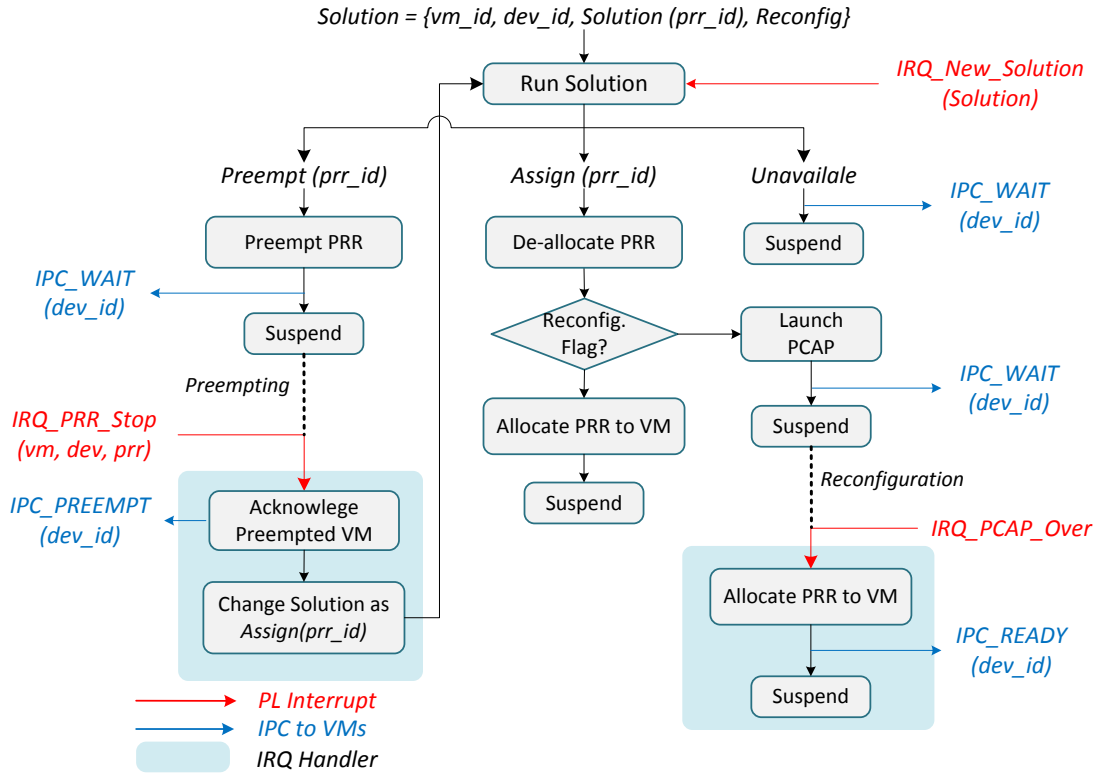 Solution = {vm_id, dev_id, Solution (prr_id), Reconfig}
Run Solution
IRQ_New_Solution
(Solution)
Preempt (prr_id)
Assign (prr_id)
Unavailale
IPC_WAIT
(dev_id)
Preempt PRR
De-allocate PRR
Suspend
IPC_WAIT
(dev_id)
Suspend
Reconfig.
Flag?
Launch
PCAP
Preempting
IPC_WAIT
(dev_id)
IRQ_PRR_Stop
(vm, dev, prr)
Allocate PRR to VM
Suspend
Reconfiguration
IPC_PREEMPT
(dev_id)
Acknowlege
Preempted VM
Suspend
IRQ_PCAP_Over
Change Solution as
Assign(prr_id)
Allocate PRR to VM
IPC_READY
(dev_id)
Suspend
PL Interrupt
IPC to VMs
IRQ Handler